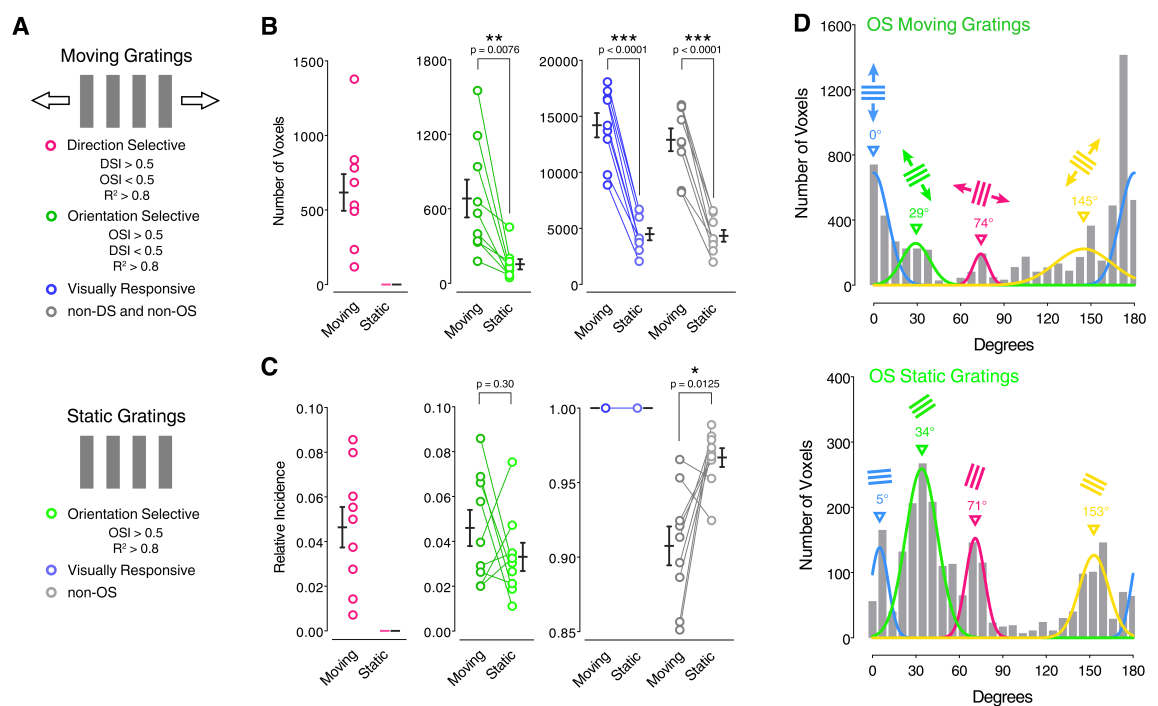 A
Moving Gratings
Direction Selective
DSI > 0.5
OSI < 0.5
R² > 0.8
Orientation Selective
OSI > 0.5
DSI < 0.5
R² > 0.8
Visually Responsive
non-DS and non-OS
Static Gratings
Orientation Selective
OSI > 0.5
R² > 0.8
Visually Responsive
non-OS
B
Number of Voxels
1500
1000
500
0
Moving
Static
**
p = 0.0076
1800
1200
600
0
Moving
Static
***
p < 0.0001
***
p < 0.0001
20000
15000
10000
5000
0
Moving
Static
Moving
Static
C
Relative Incidence
0.10
0.08
0.06
0.04
0.02
0.00
Moving
Static
p = 0.30
0.10
0.08
0.06
0.04
0.02
0.00
Moving
Static
*
p = 0.0125
1.00
0.95
0.90
0.85
Moving
Static
Moving
Static
D
OS Moving Gratings
Number of Voxels
1600
1200
800
400
0
0°
29°
74°
145°
0
30
60
90
120
150
180
Degrees
OS Static Gratings
Number of Voxels
400
300
200
100
0
5°
34°
71°
153°
0
30
60
90
120
150
180
Degrees